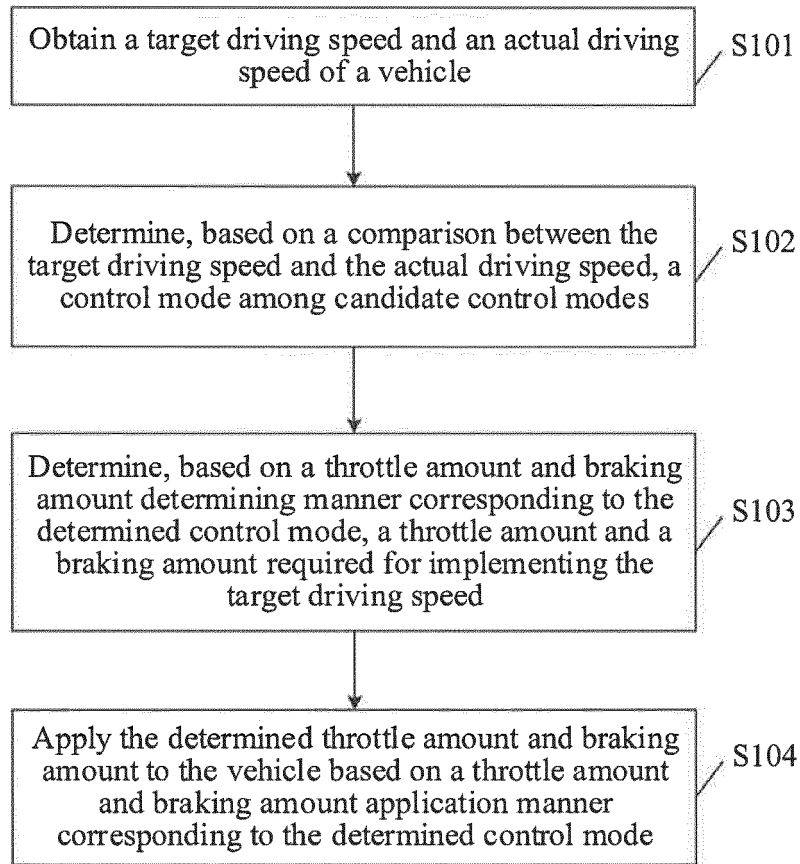 Obtain a target driving speed and an actual driving
speed of a vehicle
S101
Determine, based on a comparison between the
target driving speed and the actual driving speed, a
control mode among candidate control modes
S102
Determine, based on a throttle amount and braking
amount determining manner corresponding to the
determined control mode, a throttle amount and a
braking amount required for implementing the
target driving speed
S103
Apply the determined throttle amount and braking
amount to the vehicle based on a throttle amount
and braking amount application manner
corresponding to the determined control mode
S104